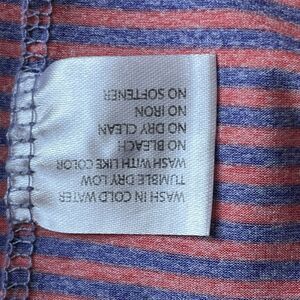 WASH IN COLD WATER
TUMBLE DRY LOW
WASH WITH LIKE COLOR
NO BLEACH
NO DRY CLEAN
NO IRON
NO SOFTENER